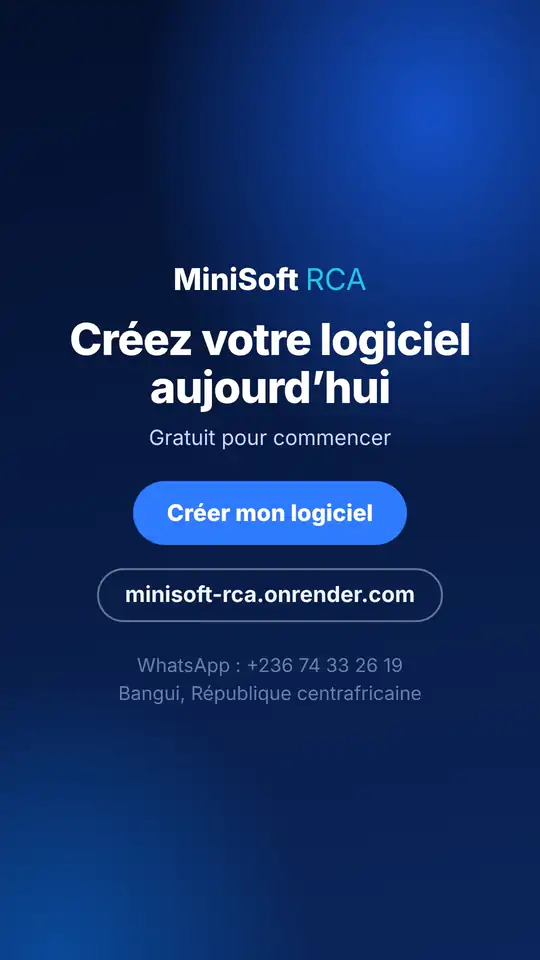 MiniSoft RCA
Créez votre logiciel
aujourd’hui
Gratuit pour commencer
Créer mon logiciel
minisoft-rca.onrender.com
WhatsApp : +236 74 33 26 19
Bangui, République centrafricaine